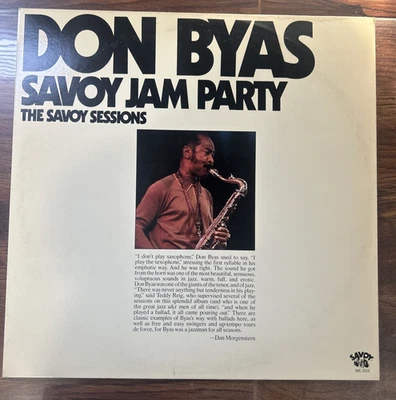 DON BYAS
SAVOY JAM PARTY
THE SAVOY SESSIONS
"I don't play saxophone," Don Byas used to say. "I
play the sexophone," stressing the first syllable in his
emphatic way. And he was right. The sound he got
from the horn was one of the most beautiful, sensuous,
voluptuous sounds in jazz, warm, full, and erotic.
Don Byas was one of the giants of the tenor, and of jazz.
"There was never anything but tenderness in his play-
ing," said Teddy Reig, who supervised several of the
sessions on this splendid album (and who is one of
the great jazz
men of all time), "and when he
played a ballad, it all came pouring out." There are
classic examples of Byas's way with ballads here, as
well as free and easy swingers and up-tempo tours
de force, for Byas was a jazzman for all seasons.
--Dan Morgenstern
SAVOY